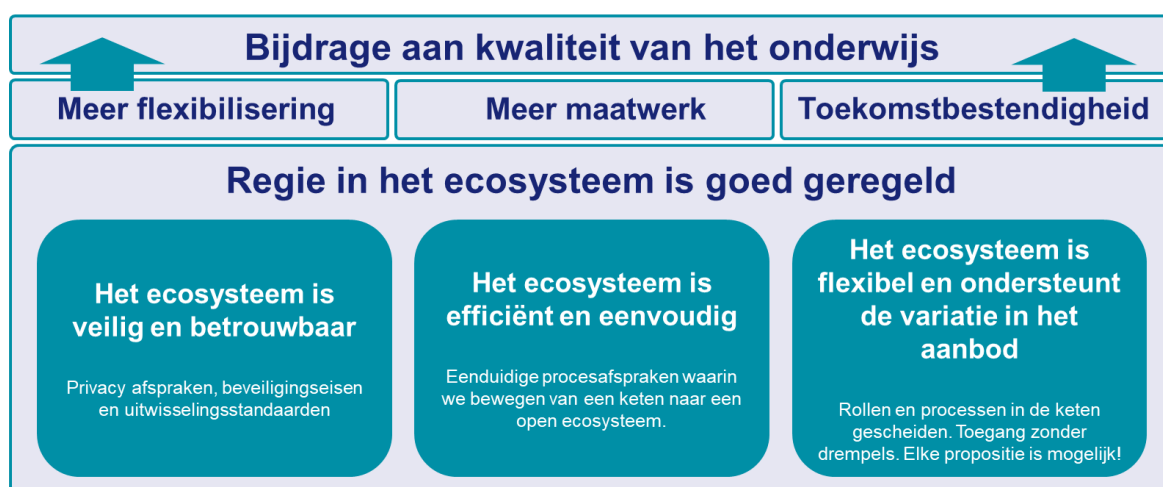 Bijdrage aan kwaliteit van het onderwijs
Meer flexibilisering
Meer maatwerk
Toekomstbestendigheid
Regie in het ecosysteem is goed geregeld
Het ecosysteem is
veilig en betrouwbaar
Privacy afspraken, beveiligingseisen
en uitwisselingsstandaarden
Het ecosysteem is
efficiënt en eenvoudig
Eenduidige procesafspraken waarin
we bewegen van een keten naar een
open ecosysteem.
Het ecosysteem is
flexibel en ondersteunt
de variatie in het
aanbod
Rollen en processen in de keten
gescheiden. Toegang zonder
drempels. Elke propositie is mogelijk!